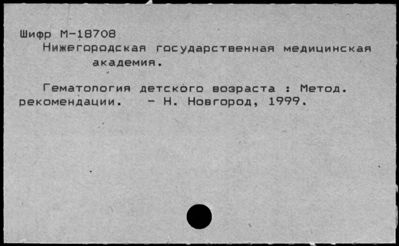 Шифр М-18708
Нижегородская государственная медицинская
академия.
Гематология детского возраста : Метод.
рекомендации. - Н. Новгород, 1999.